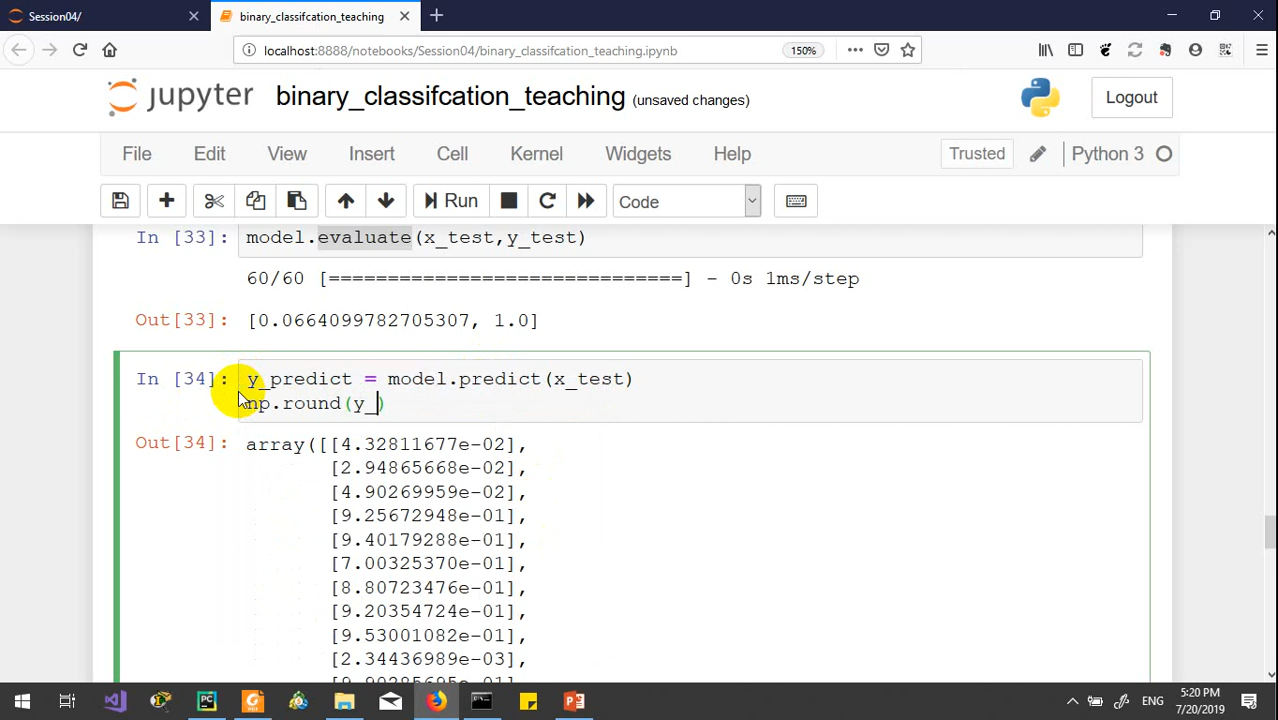 Session04/
binary_classifcation_teaching
localhost:8888/notebooks/Session04/binary_classifcation_teaching.ipynb
150%
jupyter binary_classifcation_teaching (unsaved changes)
Logout
File Edit View Insert Cell Kernel Widgets Help
Trusted
Python 3
Run
Code
In [33]: model.evaluate(x_test,y_test)
60/60 [==============================] - 0s 1ms/step
Out[33]: [0.0664099782705307, 1.0]
In [34]: y_predict = model.predict(x_test)
np.round(y_)
Out[34]: array([[4.32811677e-02],
[2.94865668e-02],
[4.90269959e-02],
[9.25672948e-01],
[9.40179288e-01],
[7.00325370e-01],
[8.80723476e-01],
[9.20354724e-01],
[9.53001082e-01],
[2.34436989e-03],
ENG
5:20 PM
7/20/2019